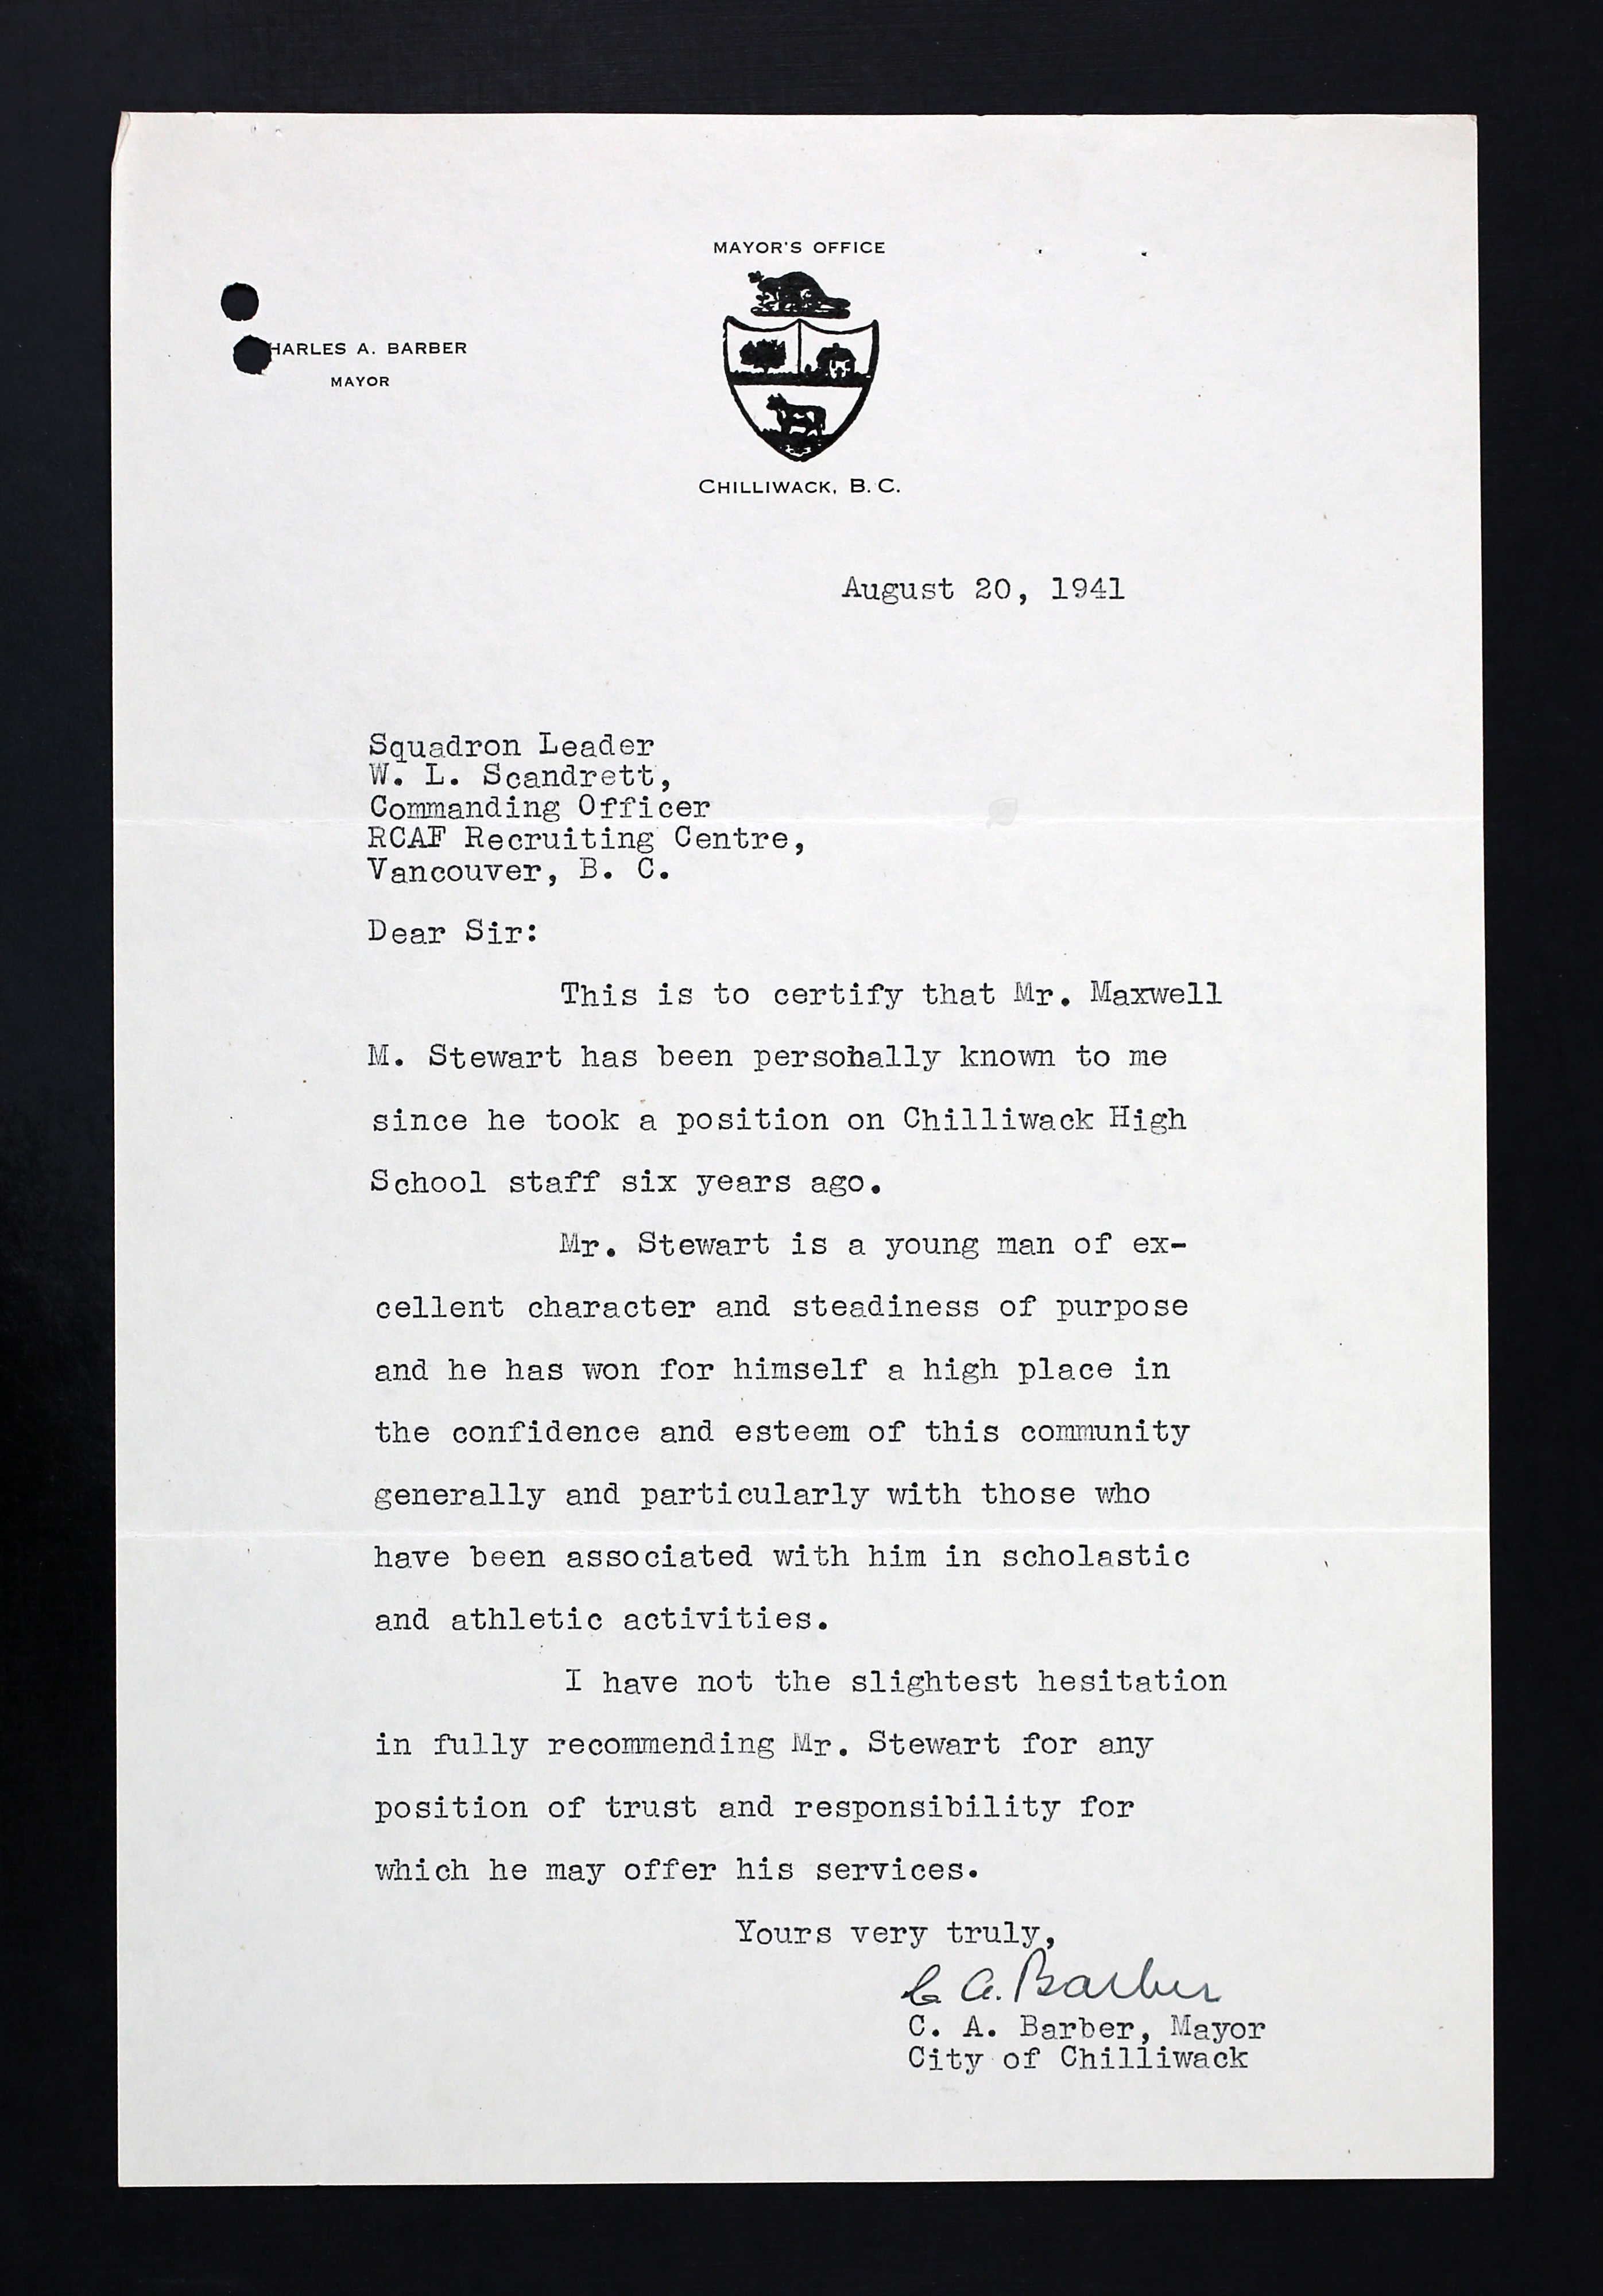 MAYOR'S OFFICE
HARLES A. BARBER
MAYOR
CHILLIWACK, B. C.
August 20, 1941
Squadron Leader
W. L. Scandrett,
Commanding Officer
RCAF Recruiting Centre,
Vancouver, B. C.
Dear Sir:
This is to certify that Mr. Maxwell
M. Stewart has been personally known to me
since he took a position on Chilliwack High
School staff six years ago.
Mr. Stewart is a young man of ex-
cellent character and steadiness of purpose
and he has won for himself a high place in
the confidence and esteem of this community
generally and particularly with those who
have been associated with him in scholastic
and athletic activities.
I have not the slightest hesitation
in fully recommending Mr. Stewart for any
position of trust and responsibility for
which he may offer his services.
Yours very truly,
C. A. Barber
C. A. Barber, Mayor
City of Chilliwack